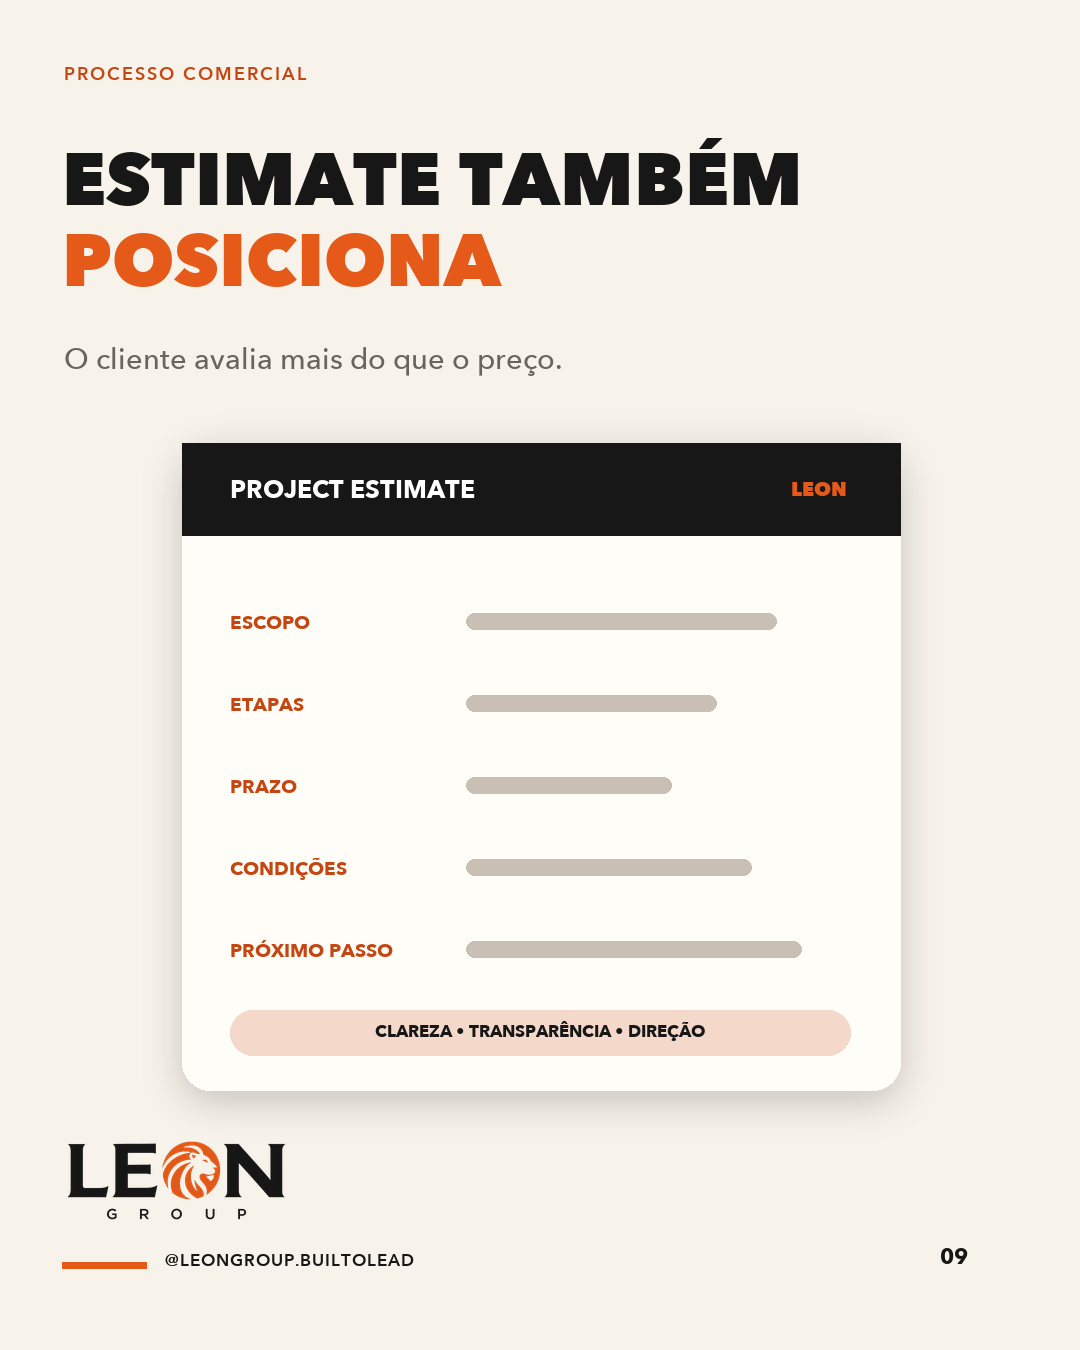 PROCESSO COMERCIAL
ESTIMATE TAMBÉM
POSICIONA
O cliente avalia mais do que o preço.
PROJECT ESTIMATE
LEON
ESCOPO
ETAPAS
PRAZO
CONDIÇÕES
PRÓXIMO PASSO
CLAREZA • TRANSPARÊNCIA • DIREÇÃO
LEON
GROUP
@LEONGROUP.BUILTOLEAD
09